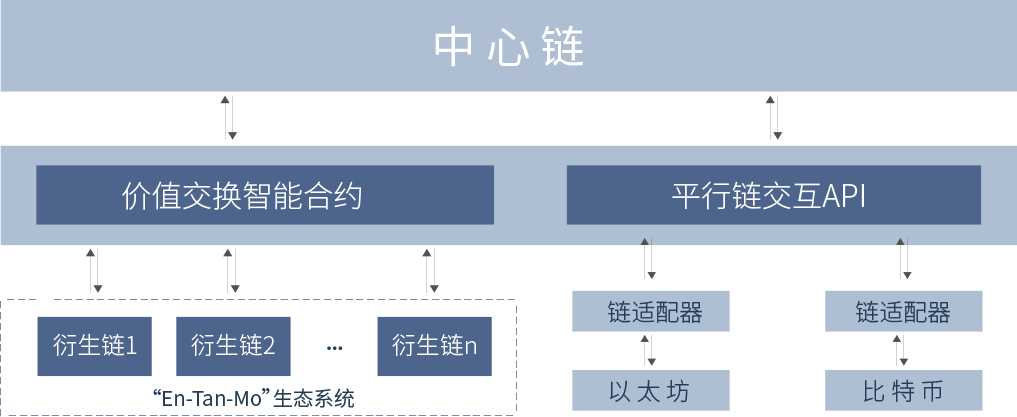 中心链
价值交换智能合约
平行链交互API
衍生链1
衍生链2
...
衍生链n
“En-Tan-Mo”生态系统
链适配器
链适配器
以太坊
比特币